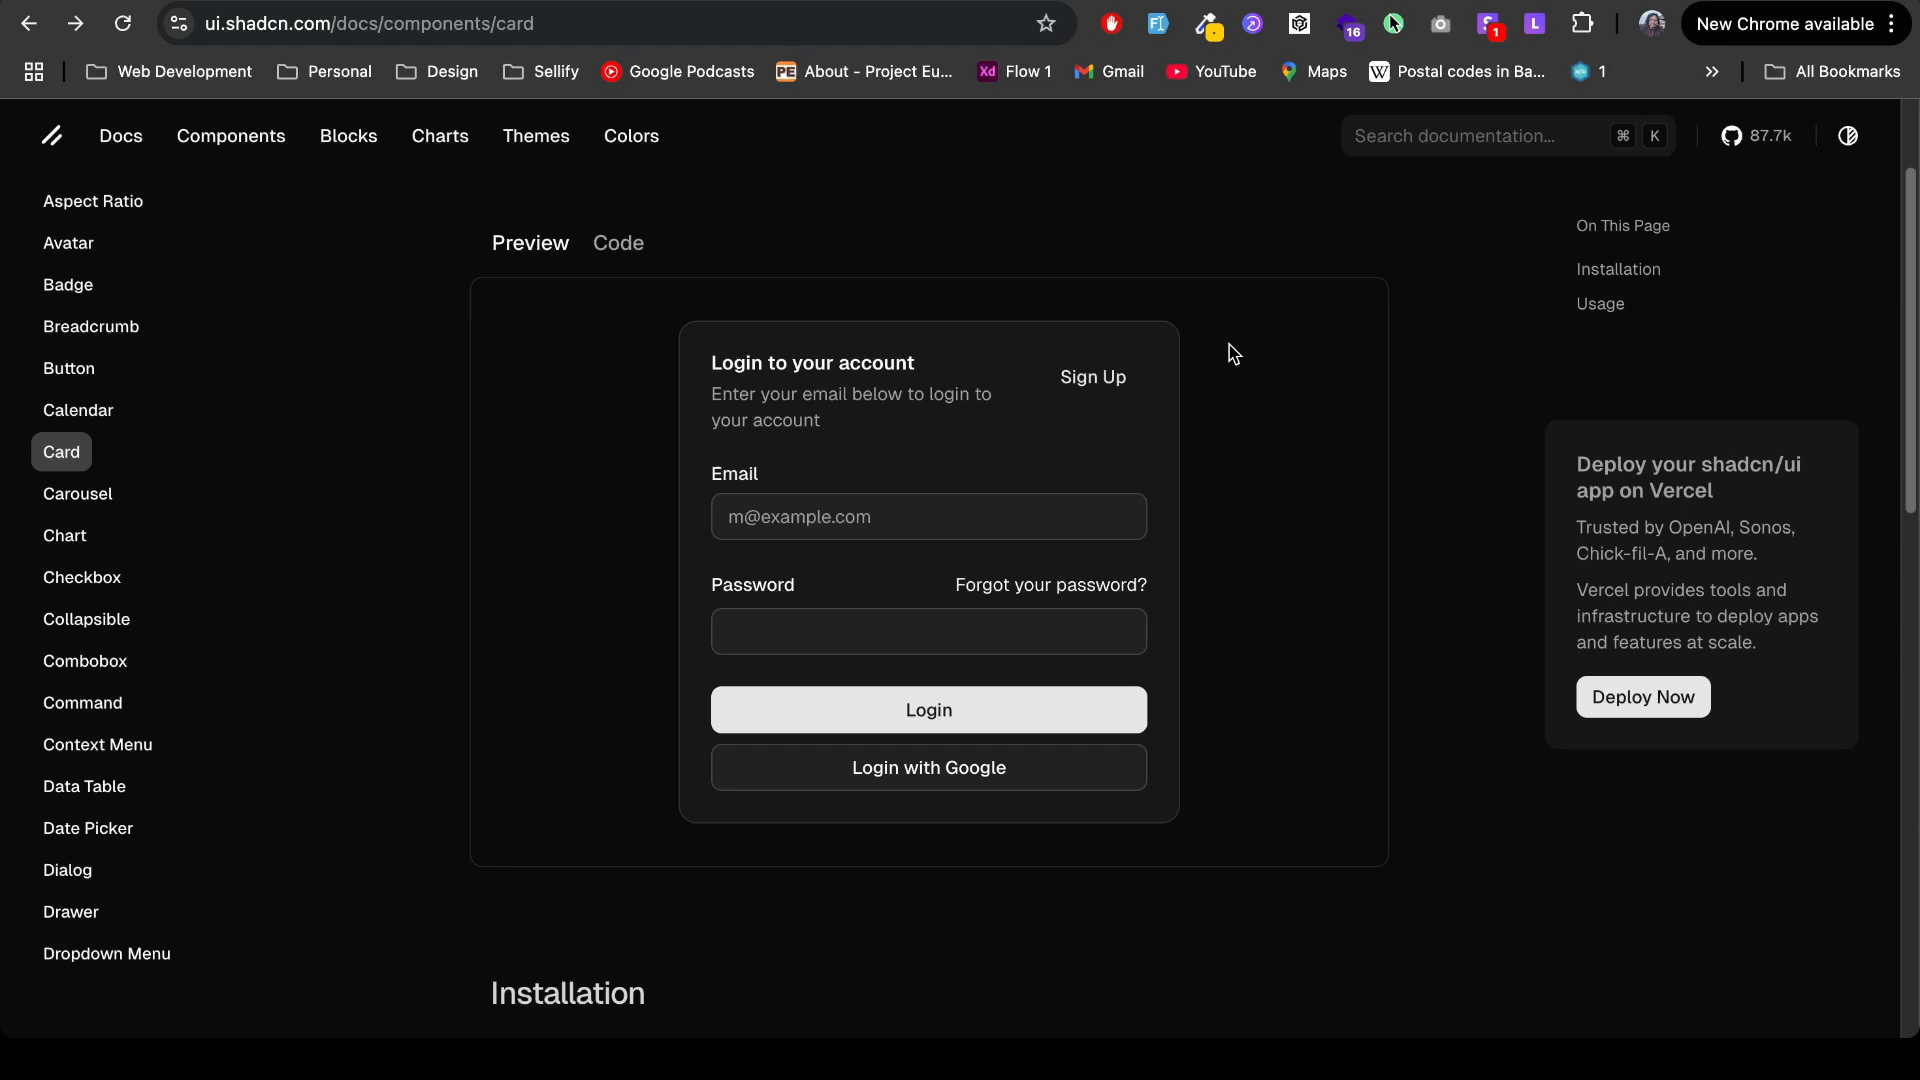 ui.shadcn.com/docs/components/card
16
1
New Chrome available
Web Development
Personal
Design
Sellify
Google Podcasts
PE About - Project Eu...
Xd Flow 1
Gmail
YouTube
Maps
W Postal codes in Ba...
1
All Bookmarks
Docs
Components
Blocks
Charts
Themes
Colors
Search documentation...
⌘ K
87.7k
Aspect Ratio
Avatar
Badge
Breadcrumb
Button
Calendar
Card
Carousel
Chart
Checkbox
Collapsible
Combobox
Command
Context Menu
Data Table
Date Picker
Dialog
Drawer
Dropdown Menu
Preview
Code
Login to your account
Sign Up
Enter your email below to login to
your account
Email
m@example.com
Password
Forgot your password?
Login
Login with Google
Installation
On This Page
Installation
Usage
Deploy your shadcn/ui
app on Vercel
Trusted by OpenAI, Sonos,
Chick-fil-A, and more.
Vercel provides tools and
infrastructure to deploy apps
and features at scale.
Deploy Now